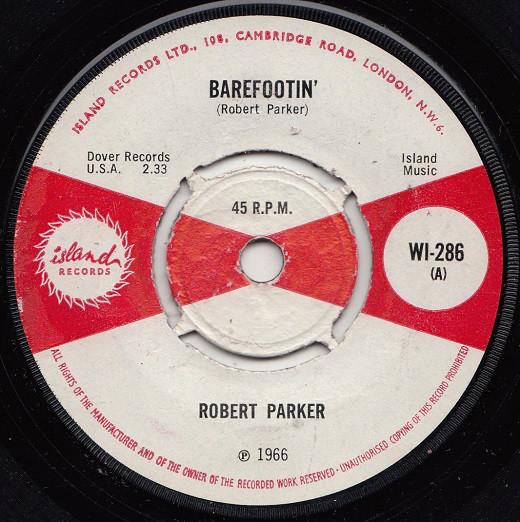 ISLAND RECORDS LTD., 108, CAMBRIDGE ROAD, LONDON, N.W.6.
BAREFOOTIN'
(Robert Parker)
Dover Records
U.S.A. 2.33
Island
Music
45 R.P.M.
island
RECORDS
WI-286
(A)
ROBERT PARKER
℗ 1966
ALL RIGHTS OF THE MANUFACTURER AND OF THE OWNER OF THE RECORDED WORK RESERVED · UNAUTHORISED COPYING OF THIS RECORD PROHIBITED